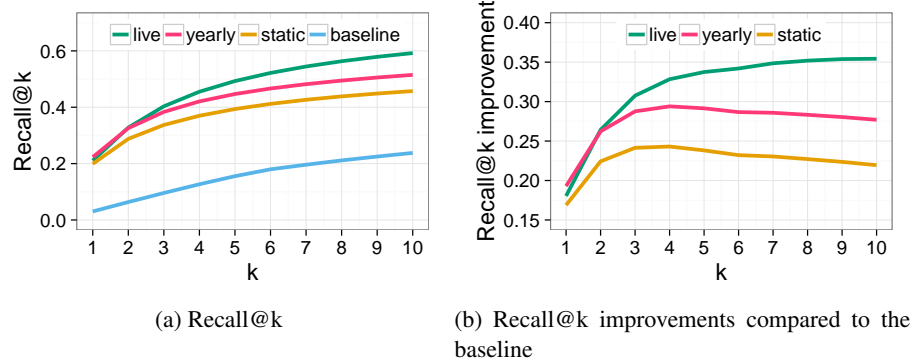 live yearly static baseline
Recall@k
0.6
0.4
0.2
0.0
1 2 3 4 5 6 7 8 9 10
k
(a) Recall@k
live yearly static
Recall@k improvement
0.40
0.35
0.30
0.25
0.20
0.15
1 2 3 4 5 6 7 8 9 10
k
(b) Recall@k improvements compared to the
baseline